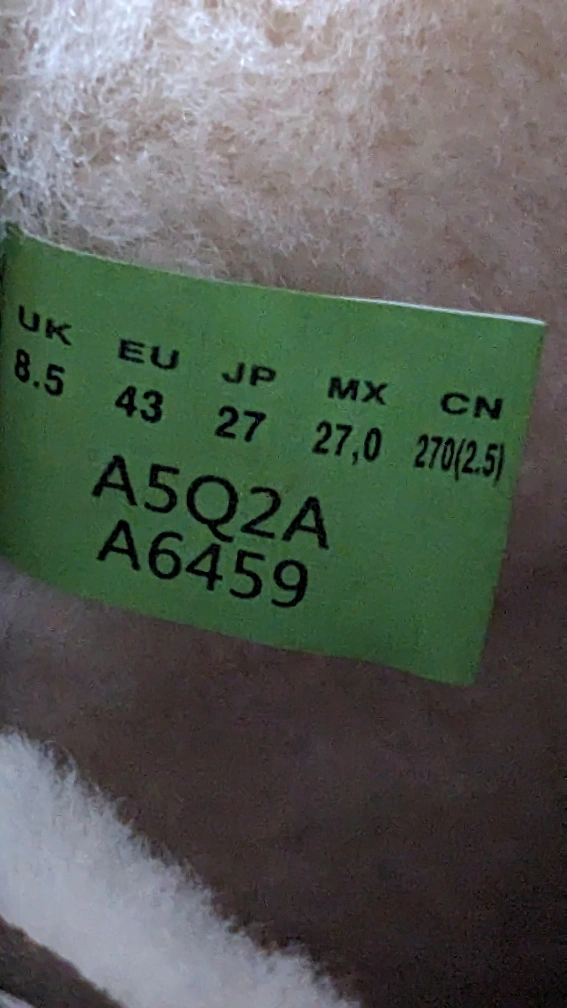 UK EU JP MX CN
8.5 43 27 27,0 270(2.5)
A5Q2A
A6459